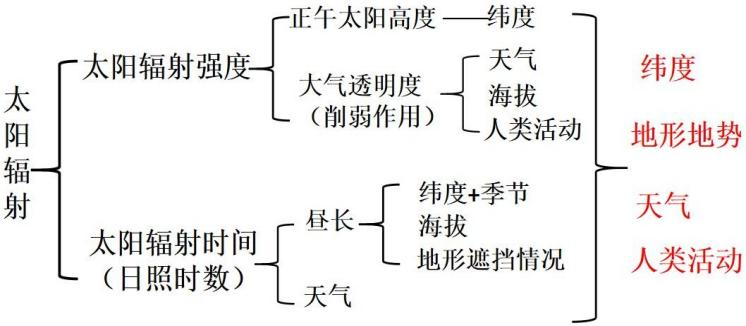 太阳辐射
太阳辐射强度
正午太阳高度
纬度
大气透明度
（削弱作用）
天气
海拔
人类活动
太阳辐射时间
（日照时数）
昼长
纬度+季节
海拔
地形遮挡情况
天气
纬度
地形地势
天气
人类活动